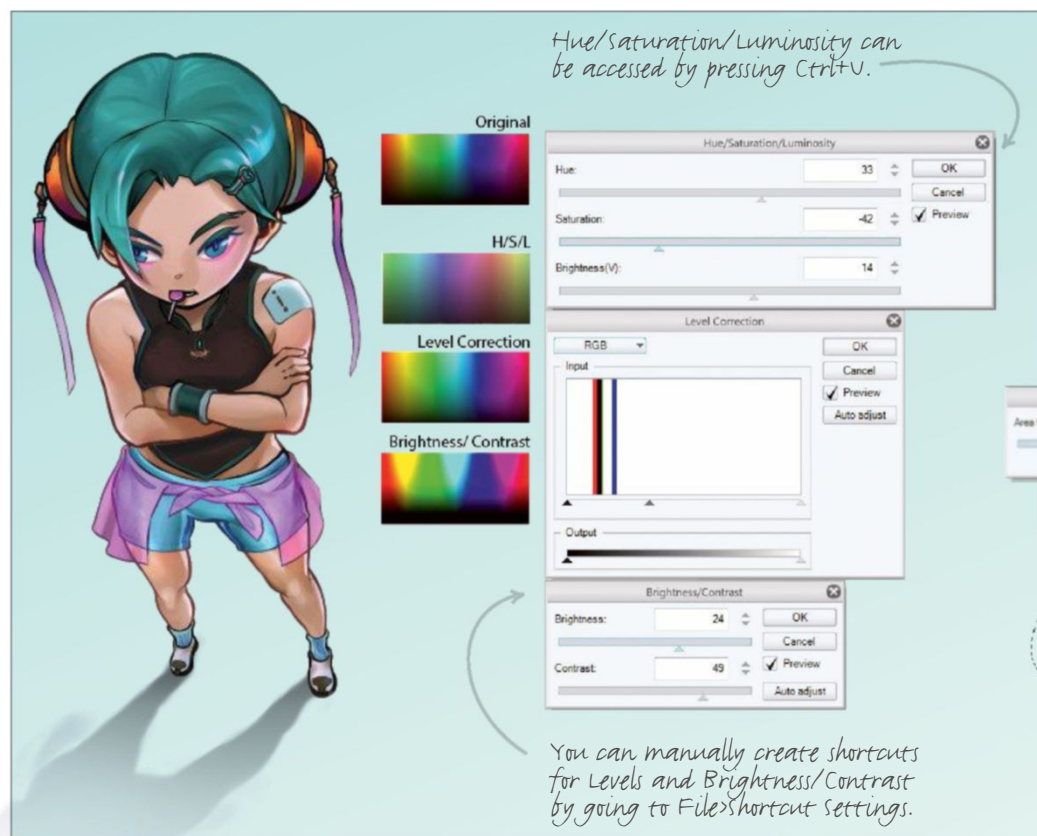 Hue/Saturation/Luminosity can
be accessed by pressing Ctrl+U.
Original
H/S/L
Level Correction
Brightness/ Contrast
Hue/Saturation/Luminosity
Hue: 33 OK
Cancel
Saturation: -42 Preview
Brightness(V): 14
Level Correction
RGB OK
Input Cancel
Preview
Auto adjust
Output
Brightness/Contrast
Brightness: 24 OK
Cancel
Contrast: 49 Preview
Auto adjust
Area
You can manually create shortcuts
for Levels and Brightness/Contrast
by going to File>Shortcut Settings.